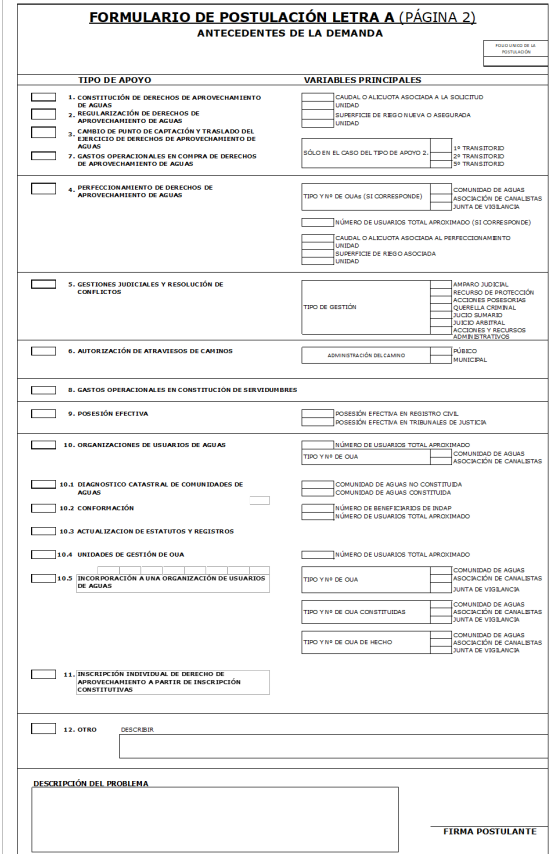 FORMULARIO DE POSTULACIÓN LETRA A (PÁGINA 2)
ANTECEDENTES DE LA DEMANDA
FOLIO UNICO DE LA
POSTULACIÓN
TIPO DE APOYO
VARIABLES PRINCIPALES
1. CONSTITUCIÓN DE DERECHOS DE APROVECHAMIENTO
DE AGUAS
2. REGULARIZACIÓN DE DERECHOS DE
APROVECHAMIENTO DE AGUAS
3. CAMBIO DE PUNTO DE CAPTACIÓN Y TRASLADO DEL
EJERCICIO DE DERECHOS DE APROVECHAMIENTO DE
AGUAS
7. GASTOS OPERACIONALES EN COMPRA DE DERECHOS
DE APROVECHAMIENTO DE AGUAS
CAUDAL O ALICUOTA ASOCIADA A LA SOLICITUD
UNIDAD
SUPERFICIE DE RIEGO NUEVA O ASEGURADA
UNIDAD
SÓLO EN EL CASO DEL TIPO DE APOYO 2.
1º TRANSITORIO
2º TRANSITORIO
5º TRANSITORIO
4. PERFECCIONAMIENTO DE DERECHOS DE
APROVECHAMIENTO DE AGUAS
TIPO Y Nº DE OUAs (SI CORRESPONDE)
COMUNIDAD DE AGUAS
ASOCIACIÓN DE CANALISTAS
JUNTA DE VIGILANCIA
NÚMERO DE USUARIOS TOTAL APROXIMADO (SI CORRESPONDE)
CAUDAL O ALICUOTA ASOCIADA AL PERFECCIONAMIENTO
UNIDAD
SUPERFICIE DE RIEGO ASOCIADA
UNIDAD
5. GESTIONES JUDICIALES Y RESOLUCIÓN DE
CONFLICTOS
TIPO DE GESTIÓN
AMPARO JUDICIAL
RECURSO DE PROTECCIÓN
ACCIONES POSESORIAS
QUERELLA CRIMINAL
JUCIO SUMARIO
JUICIO ARBITRAL
ACCIONES Y RECURSOS
ADMINISTRATIVOS
6. AUTORIZACIÓN DE ATRAVIESOS DE CAMINOS
ADMINISTRACIÓN DEL CAMINO
PÚBICO
MUNICIPAL
8. GASTOS OPERACIONALES EN CONSTITUCIÓN DE SERVIDUMBRES
9. POSESIÓN EFECTIVA
POSESIÓN EFECTIVA EN REGISTRO CIVIL
POSESIÓN EFECTIVA EN TRIBUNALES DE JUSTICIA
10. ORGANIZACIONES DE USUARIOS DE AGUAS
NÚMERO DE USUARIOS TOTAL APROXIMADO
TIPO Y Nº DE OUA
COMUNIDAD DE AGUAS
ASOCIACIÓN DE CANALISTAS
10.1 DIAGNOSTICO CATASTRAL DE COMUNIDADES DE
AGUAS
COMUNIDAD DE AGUAS NO CONSTITUIDA
COMUNIDAD DE AGUAS CONSTITUIDA
10.2 CONFORMACIÓN
NÚMERO DE BENEFICIARIOS DE INDAP
NÚMERO DE USUARIOS TOTAL APROXIMADO
10.3 ACTUALIZACION DE ESTATUTOS Y REGISTROS
10.4 UNIDADES DE GESTIÓN DE OUA
NÚMERO DE USUARIOS TOTAL APROXIMADO
10.5 INCORPORACIÓN A UNA ORGANIZACIÓN DE USUARIOS
DE AGUAS
TIPO Y Nº DE OUA
COMUNIDAD DE AGUAS
ASOCIACIÓN DE CANALISTAS
JUNTA DE VIGILANCIA
TIPO Y Nº DE OUA CONSTITUIDAS
COMUNIDAD DE AGUAS
ASOCIACIÓN DE CANALISTAS
JUNTA DE VIGILANCIA
TIPO Y Nº DE OUA DE HECHO
COMUNIDAD DE AGUAS
ASOCIACIÓN DE CANALISTAS
JUNTA DE VIGILANCIA
11. INSCRIPCIÓN INDIVIDUAL DE DERECHO DE
APROVECHAMIENTO A PARTIR DE INSCRIPCIÓN
CONSTITUTIVAS
12. OTRO
DESCRIBIR
DESCRIPCIÓN DEL PROBLEMA
FIRMA POSTULANTE